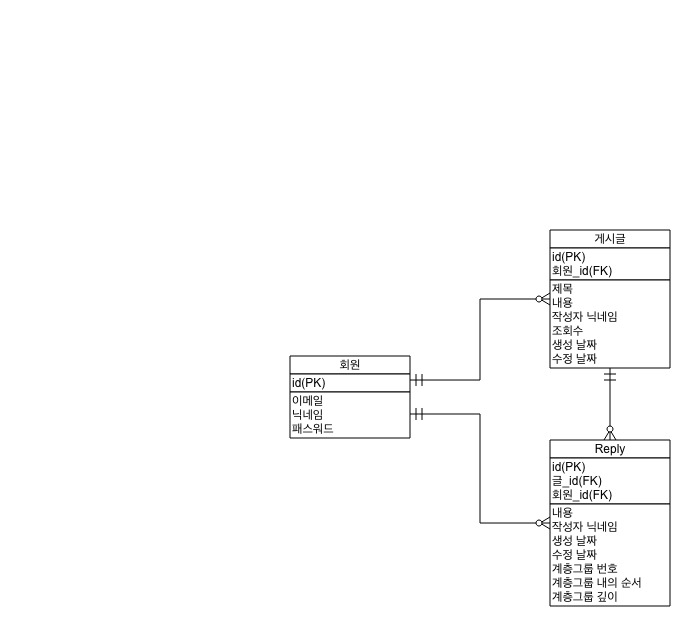 게시글
id(PK)
회원_id(FK)
제목
내용
작성자 닉네임
조회수
생성 날짜
수정 날짜
회원
id(PK)
이메일
닉네임
패스워드
Reply
id(PK)
글_id(FK)
회원_id(FK)
내용
작성자 닉네임
생성 날짜
수정 날짜
계층그룹 번호
계층그룹 내의 순서
계층그룹 깊이